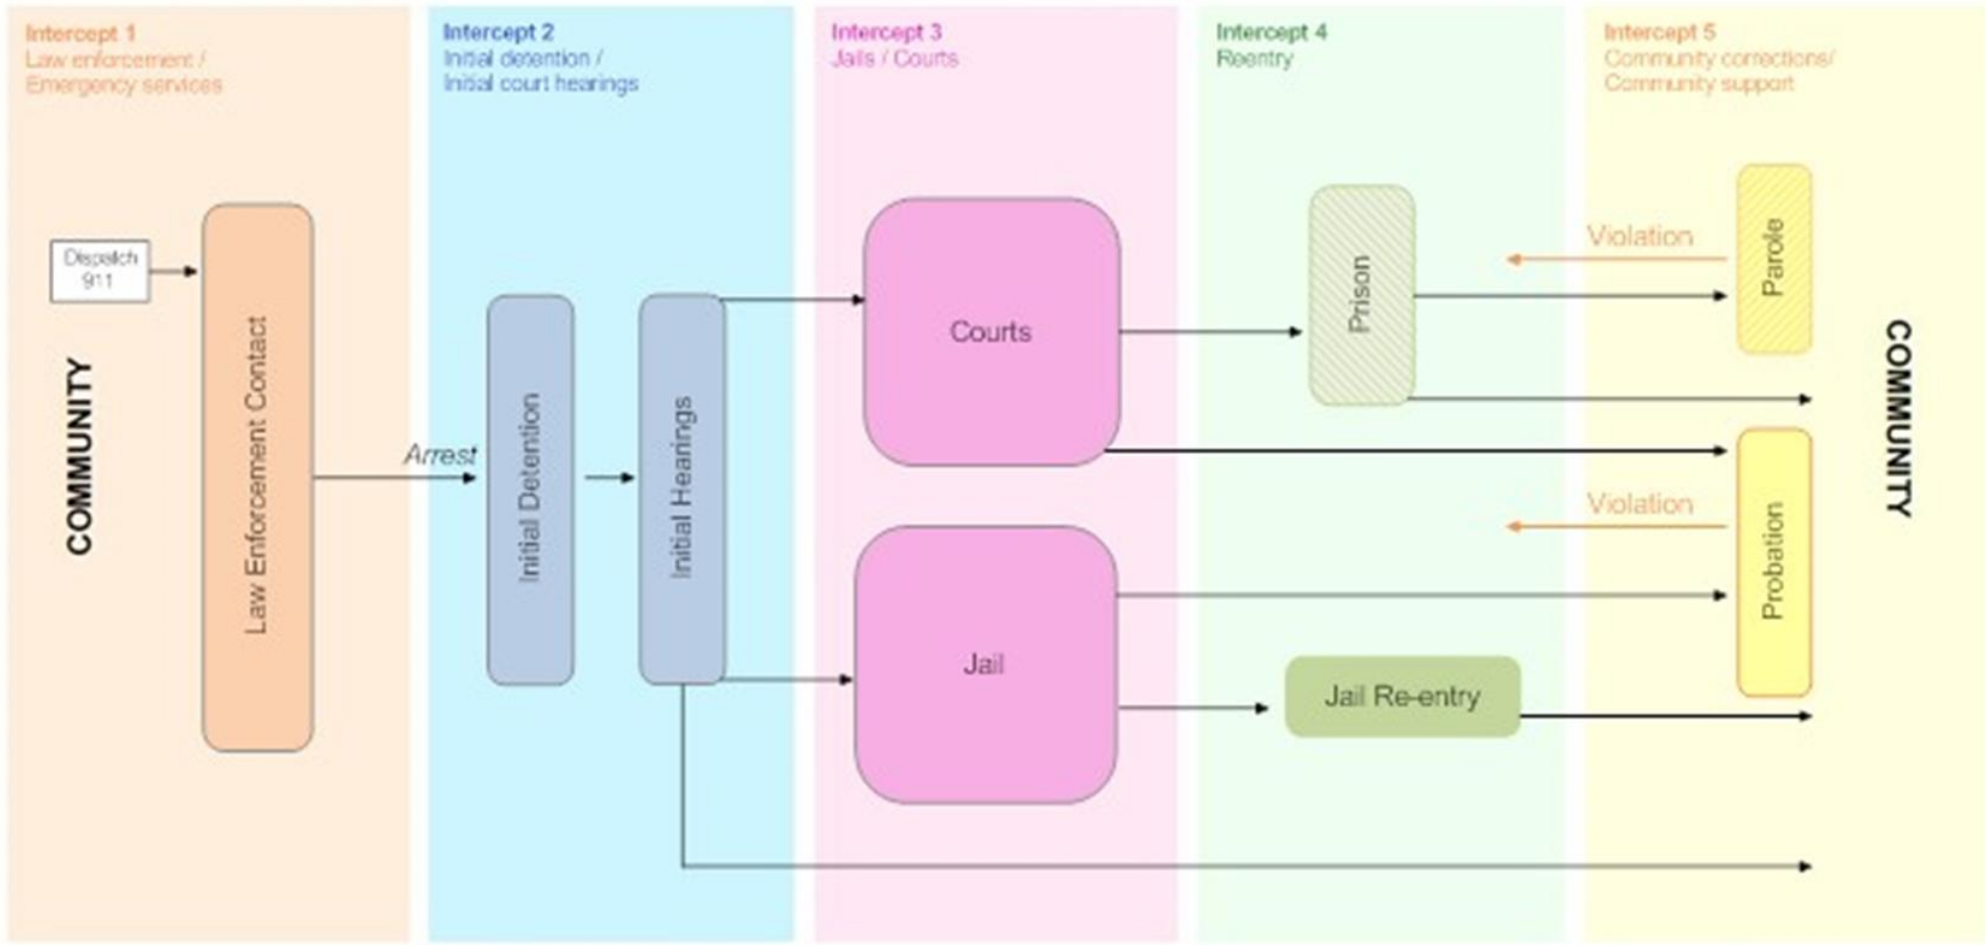 Intercept 1
Law enforcement /
Emergency services
Intercept 2
Initial detention /
Initial court hearings
Intercept 3
Jails / Courts
Intercept 4
Reentry
Intercept 5
Community corrections/
Community support
Dispatch
911
COMMUNITY
Law Enforcement Contact
Arrest
Initial Detention
Initial Hearings
Courts
Jail
Prison
Jail Re-entry
Violation
Parole
Violation
Probation
COMMUNITY